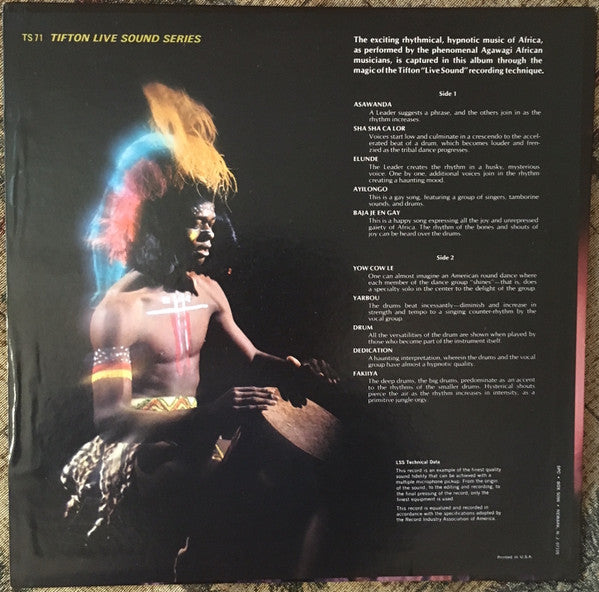 TS71 TIFTON LIVE SOUND SERIES
The exciting rhythmical, hypnotic music of Africa,
as performed by the phenomenal Agawagi African
musicians, is captured in this album through the
magic of the Tifton "Live Sound" recording technique.
Side 1
ASAWANDA
A Leader suggests a phrase, and the others join in as the
rhythm increases.
SHA SHA CA LOR
Voices start low and culminate in a crescendo to the accel-
erated beat of a drum, which becomes louder and fren-
zied as the tribal dance progresses.
ELUNDE
The Leader creates the rhythm in a husky, mysterious
voice. One by one, additional voices join in the rhythm
creating a haunting mood.
AYILONGO
This is a gay song, featuring a group of singers, tamborine
sounds, and drums.
BAJA JE EN GAY
This is a happy song expressing all the joy and unrepressed
gaiety of Africa. The rhythm of the bones and shouts of
joy can be heard over the drums.
Side 2
YOW COW LE
One can almost imagine an American round dance where
each member of the dance group "shines"—that is, does
a specialty solo in the center to the delight of the group.
YARBOU
The drums beat incessantly—diminish and increase in
strength and tempo to a singing counter-rhythm by the
vocal group.
DRUM
All the versatilities of the drum are shown when played by
those who become part of the instrument itself.
DEDICATION
A haunting interpretation, wherein the drums and the vocal
group have almost a hypnotic quality.
FAKIIYA
The deep drums, the big drums, predominate as an accent
to the rhythms of the smaller drums. Hysterical shouts
pierce the air as the rhythm increases in intensity, as a
primitive jungle orgy.
LSS Technical Data
This record is an example of the finest quality
sound fidelity that can be achieved with a
multiple microphone pickup. From the origin
of the sound, to the editing and recording, to
the final pressing of the record, only the
finest equipment is used.
This record is equalized and recorded in
accordance with the specifications adopted by
the Record Industry Association of America.
Printed in U.S.A.